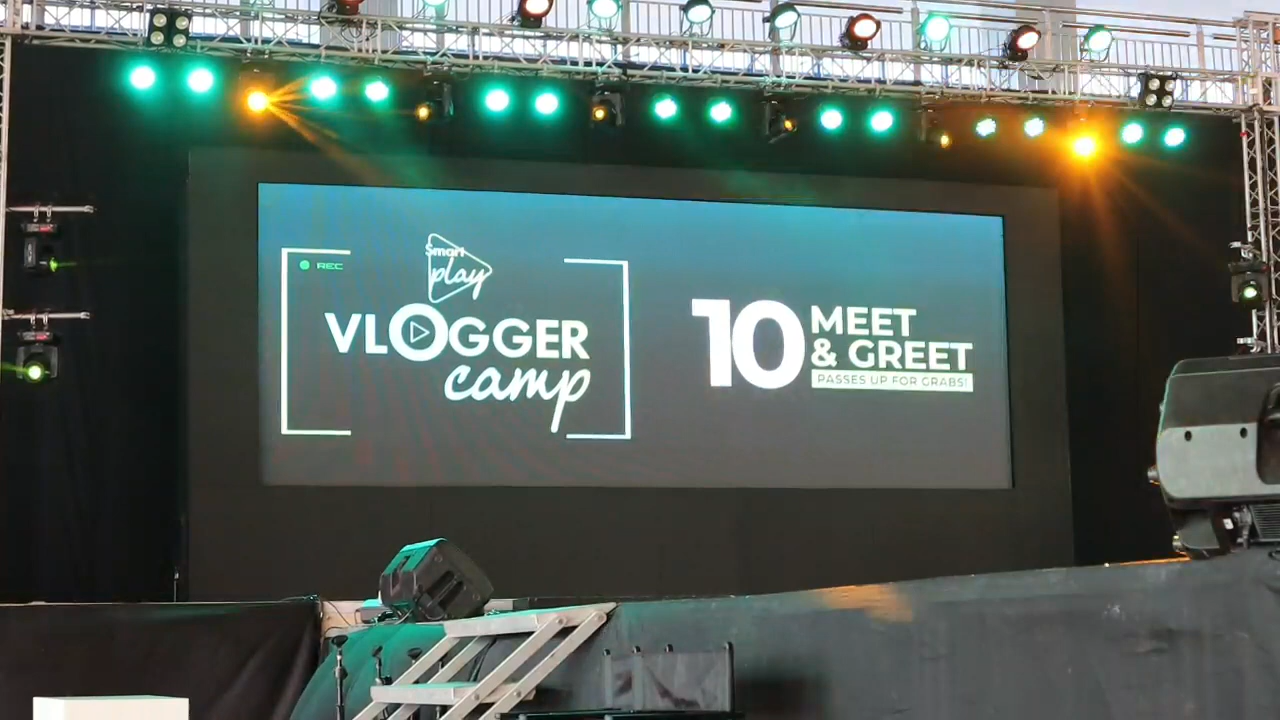 REC
Smart
play
VLOGGER
camp
10 MEET
& GREET
PASSES UP FOR GRABS!